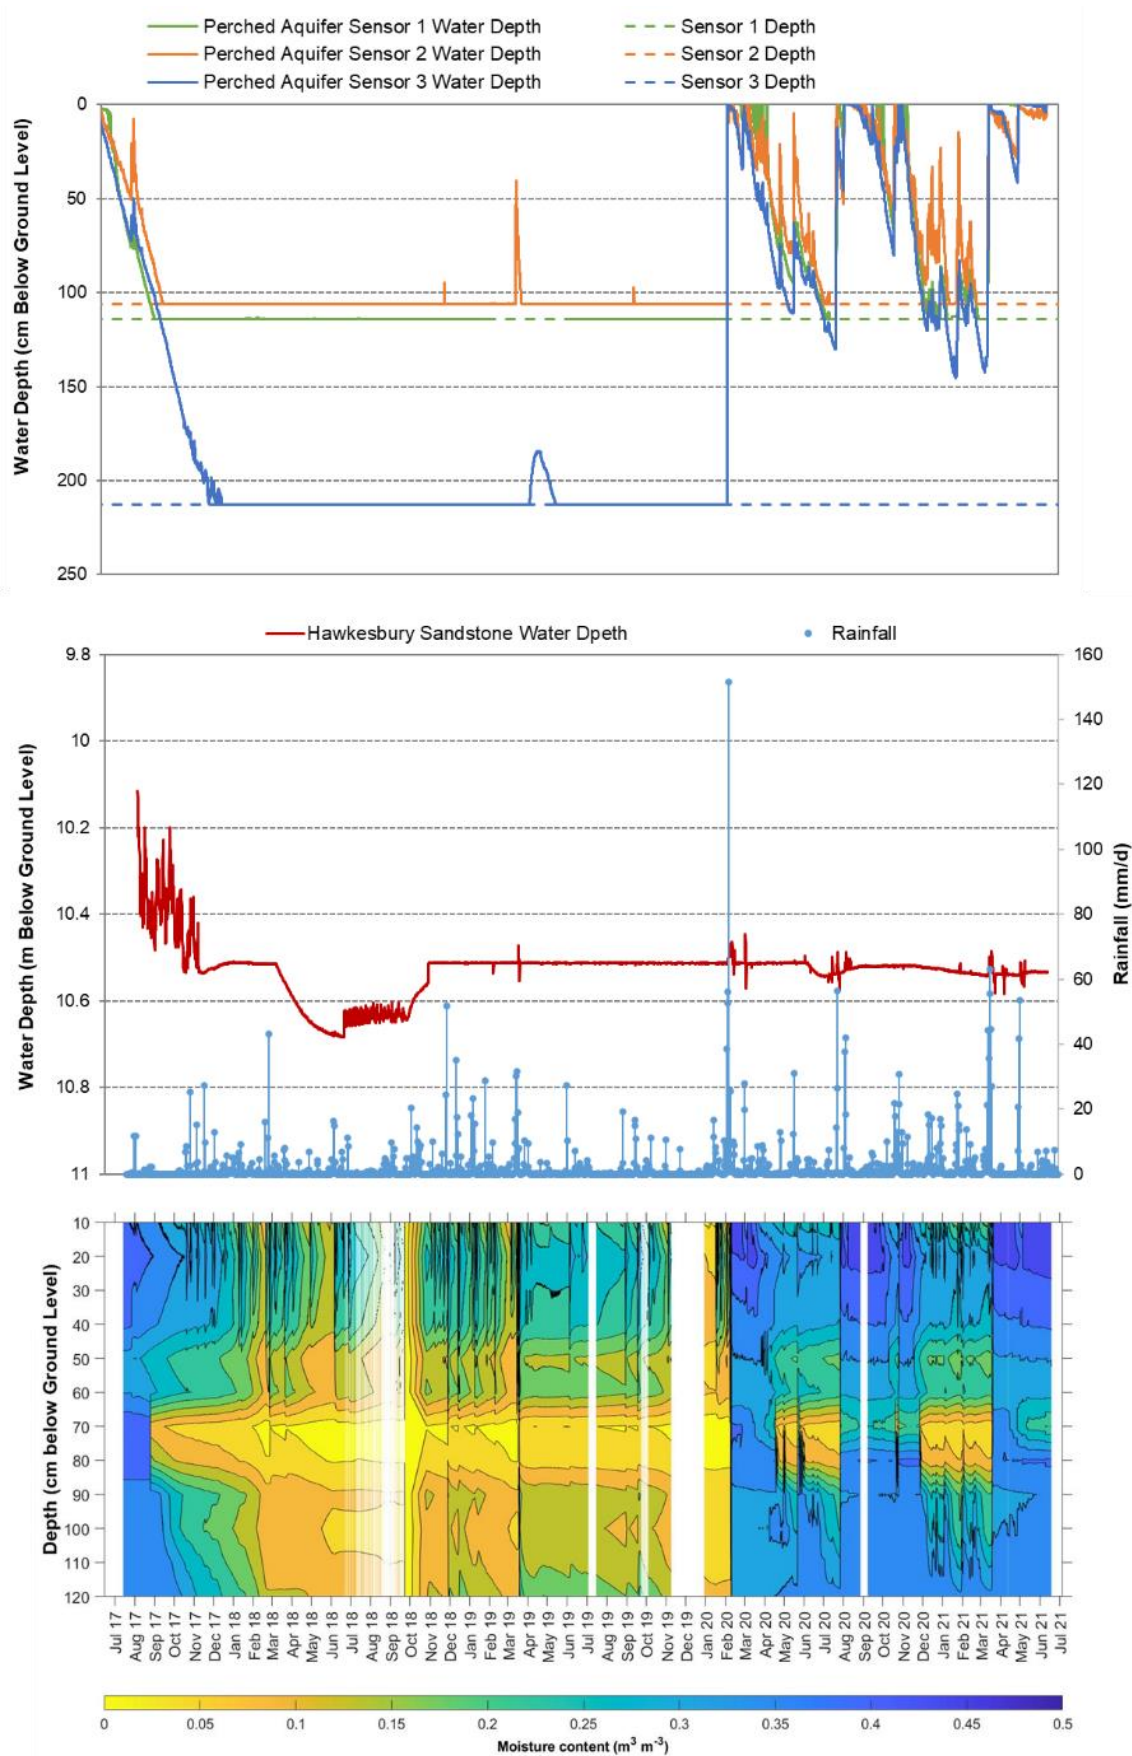 Perched Aquifer Sensor 1 Water Depth Sensor 1 Depth
Perched Aquifer Sensor 2 Water Depth Sensor 2 Depth
Perched Aquifer Sensor 3 Water Depth Sensor 3 Depth
Water Depth (cm Below Ground Level)
0
50
100
150
200
250
Hawkesbury Sandstone Water Dpeth Rainfall
Water Depth (m Below Ground Level)
9.8
10
10.2
10.4
10.6
10.8
11
160
140
120
100
80
60
40
20
0
Rainfall (mm/d)
Depth (cm below Ground Level)
10
20
30
40
50
60
70
80
90
100
110
120
Jul 17
Aug 17
Sep 17
Oct 17
Nov 17
Dec 17
Jan 18
Feb 18
Mar 18
Apr 18
May 18
Jun 18
Jul 18
Aug 18
Sep 18
Oct 18
Nov 18
Dec 18
Jan 19
Feb 19
Mar 19
Apr 19
May 19
Jun 19
Jul 19
Aug 19
Sep 19
Oct 19
Nov 19
Dec 19
Jan 20
Feb 20
Mar 20
Apr 20
May 20
Jun 20
Jul 20
Aug 20
Sep 20
Oct 20
Nov 20
Dec 20
Jan 21
Feb 21
Mar 21
Apr 21
May 21
Jun 21
Jul 21
0 0.05 0.1 0.15 0.2 0.25 0.3 0.35 0.4 0.45 0.5
Moisture content (m³ m⁻³)